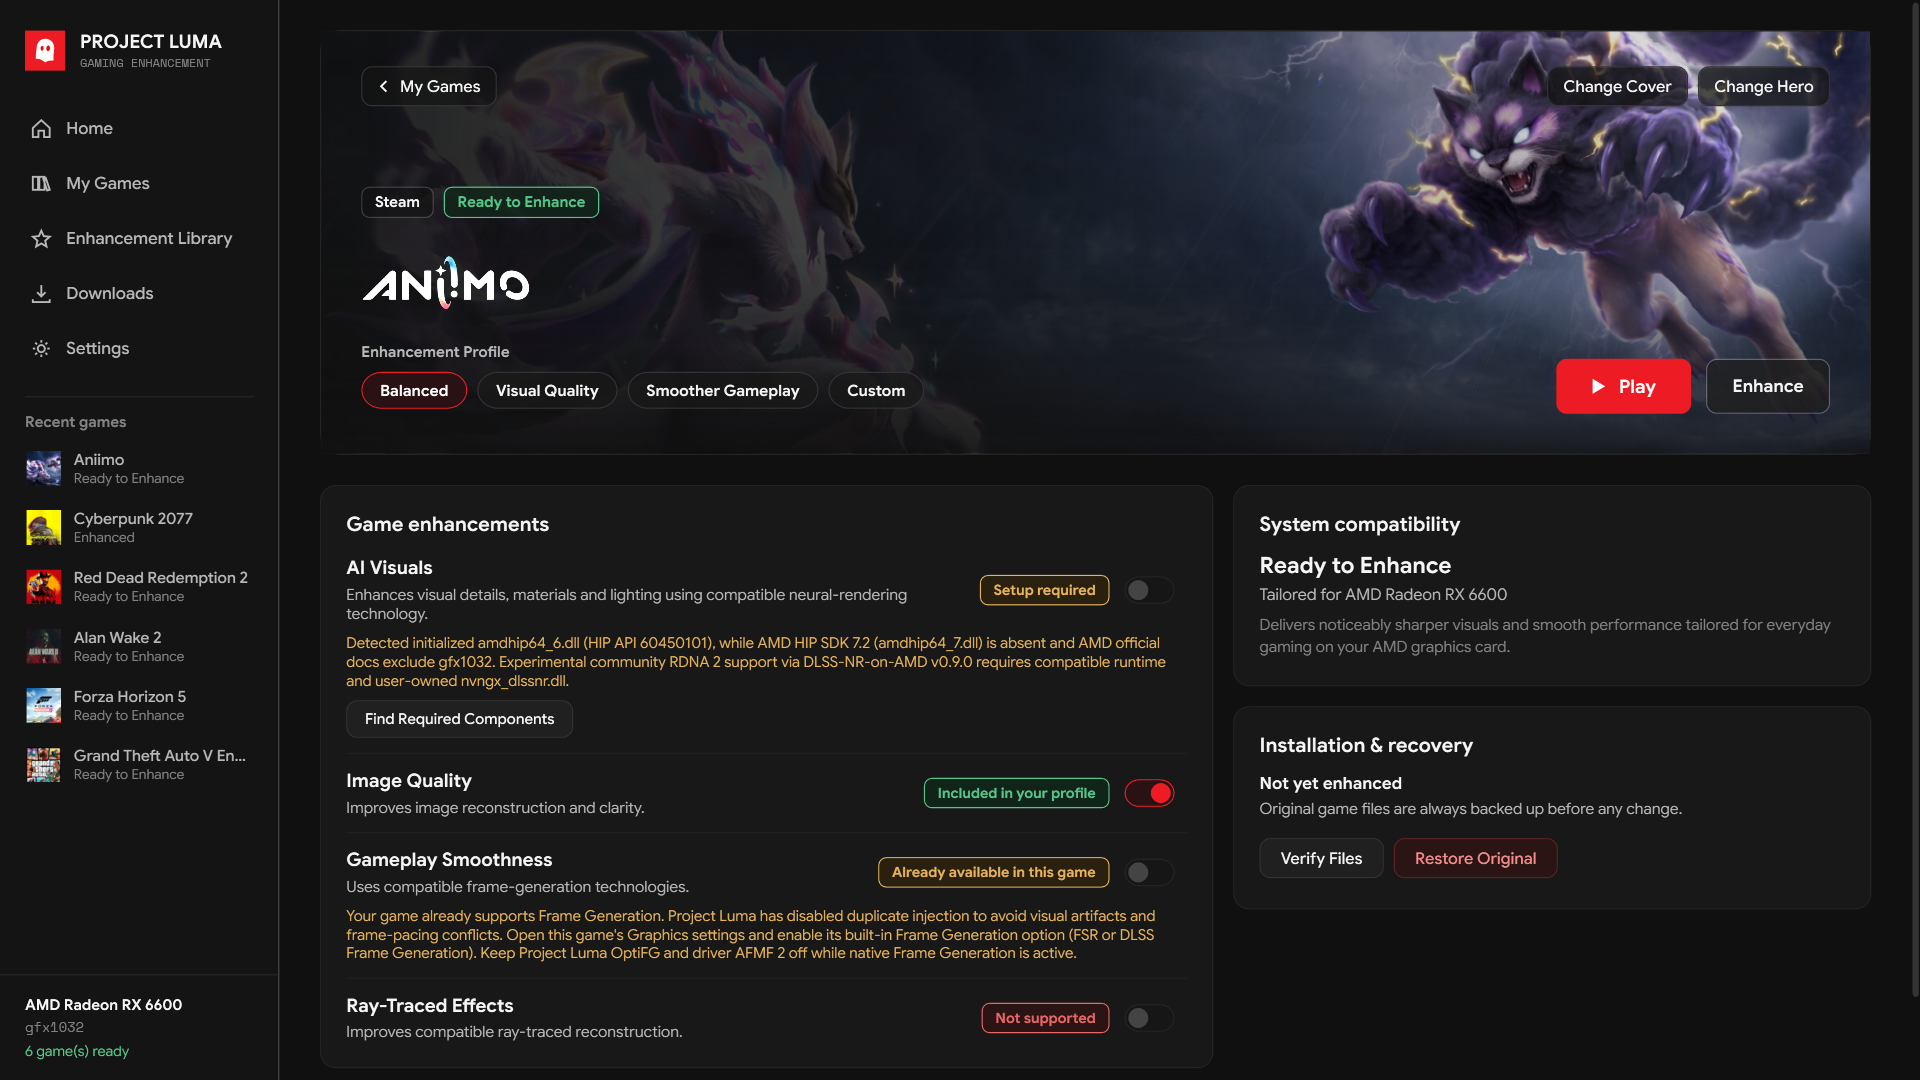 PROJECT LUMA
GAMING ENHANCEMENT
Home
My Games
Enhancement Library
Downloads
Settings
Recent games
Aniimo
Ready to Enhance
Cyberpunk 2077
Enhanced
Red Dead Redemption 2
Ready to Enhance
Alan Wake 2
Ready to Enhance
Forza Horizon 5
Ready to Enhance
Grand Theft Auto V En...
Ready to Enhance
AMD Radeon RX 6600
gfx1032
6 game(s) ready
My Games
Change Cover
Change Hero
Steam
Ready to Enhance
ANIIMO
Enhancement Profile
Balanced
Visual Quality
Smoother Gameplay
Custom
Play
Enhance
Game enhancements
AI Visuals
Enhances visual details, materials and lighting using compatible neural-rendering
technology.
Setup required
Detected initialized amdhip64_6.dll (HIP API 60450101), while AMD HIP SDK 7.2 (amdhip64_7.dll) is absent and AMD official
docs exclude gfx1032. Experimental community RDNA 2 support via DLSS-NR-on-AMD v0.9.0 requires compatible runtime
and user-owned nvngx_dlssnr.dll.
Find Required Components
Image Quality
Improves image reconstruction and clarity.
Included in your profile
Gameplay Smoothness
Uses compatible frame-generation technologies.
Already available in this game
Your game already supports Frame Generation. Project Luma has disabled duplicate injection to avoid visual artifacts and
frame-pacing conflicts. Open this game's Graphics settings and enable its built-in Frame Generation option (FSR or DLSS
Frame Generation). Keep Project Luma OptiFG and driver AFMF 2 off while native Frame Generation is active.
Ray-Traced Effects
Improves compatible ray-traced reconstruction.
Not supported
System compatibility
Ready to Enhance
Tailored for AMD Radeon RX 6600
Delivers noticeably sharper visuals and smooth performance tailored for everyday
gaming on your AMD graphics card.
Installation & recovery
Not yet enhanced
Original game files are always backed up before any change.
Verify Files
Restore Original